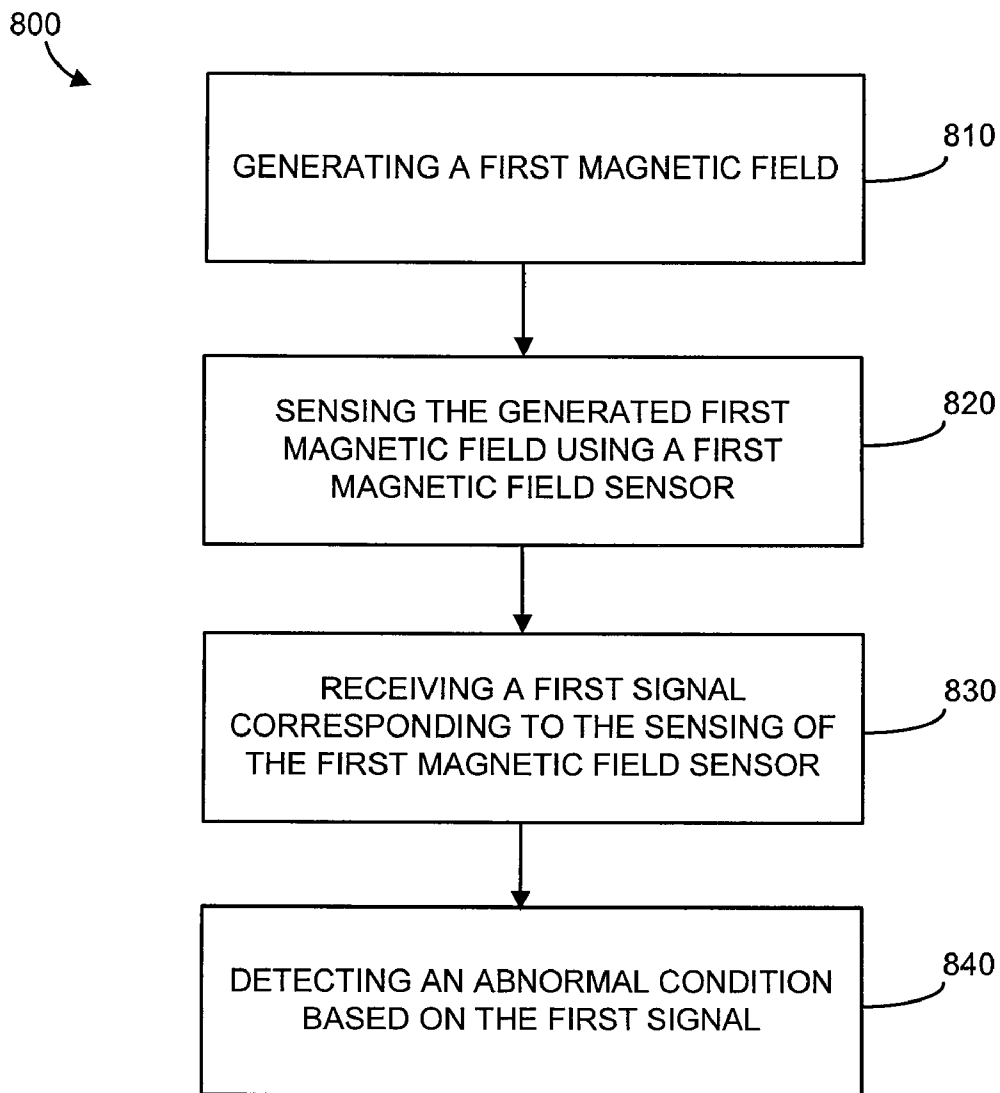 800
GENERATING A FIRST MAGNETIC FIELD
810
SENSING THE GENERATED FIRST
MAGNETIC FIELD USING A FIRST
MAGNETIC FIELD SENSOR
820
RECEIVING A FIRST SIGNAL
CORRESPONDING TO THE SENSING OF
THE FIRST MAGNETIC FIELD SENSOR
830
DETECTING AN ABNORMAL CONDITION
BASED ON THE FIRST SIGNAL
840